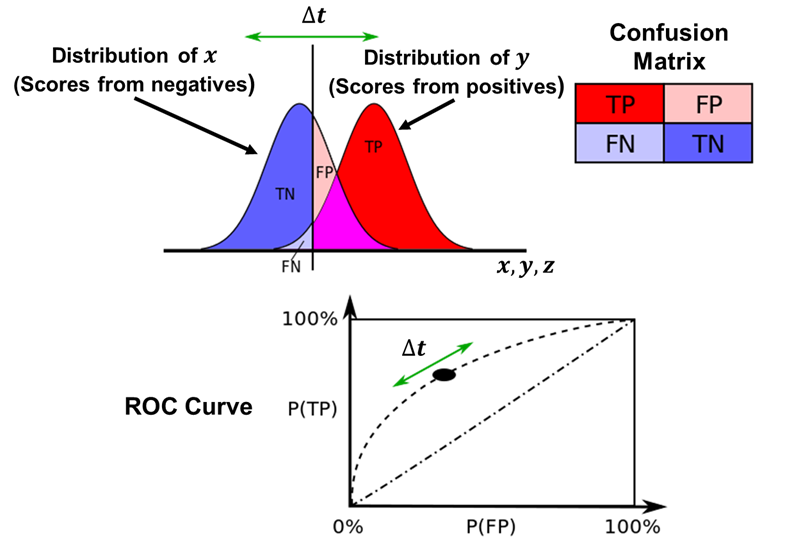 Δt
Distribution of x
(Scores from negatives)
Distribution of y
(Scores from positives)
Confusion
Matrix
TP FP
FN TN
TN
FP
TP
FN
x, y, z
100%
Δt
ROC Curve
P(TP)
0% P(FP) 100%